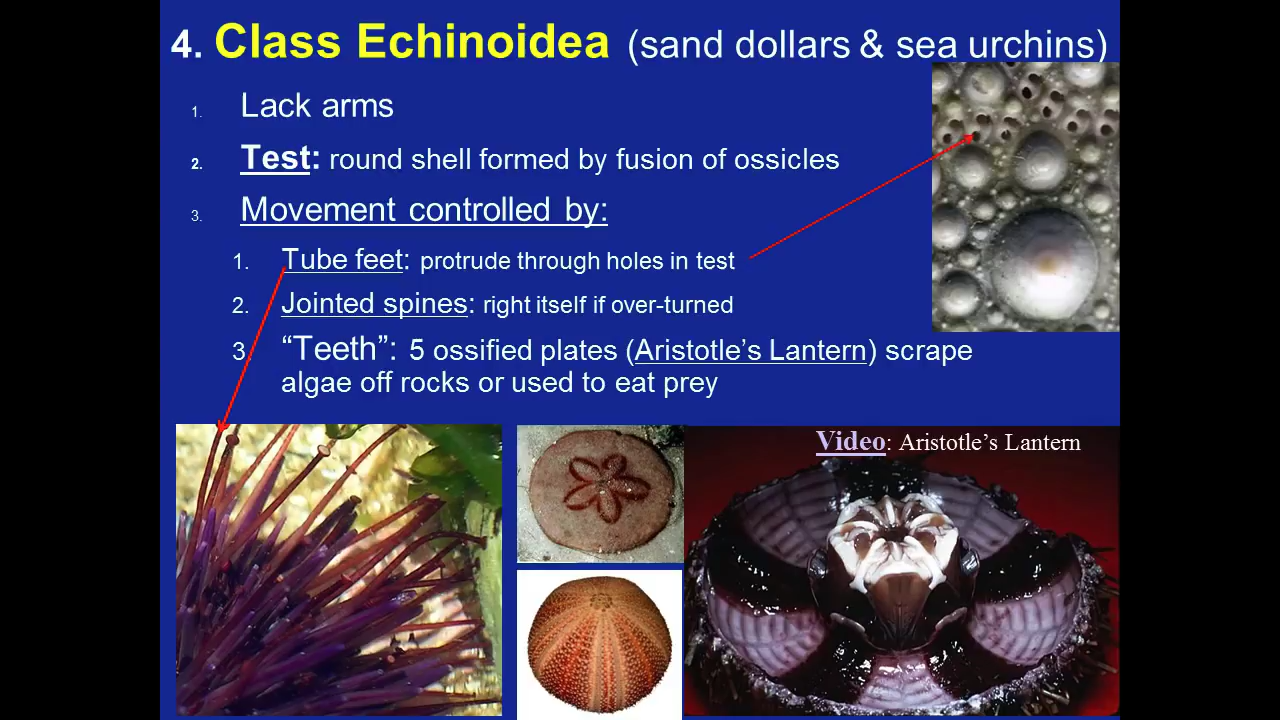 4. Class Echinoidea (sand dollars & sea urchins)
1. Lack arms
2. Test: round shell formed by fusion of ossicles
3. Movement controlled by:
1. Tube feet: protrude through holes in test
2. Jointed spines: right itself if over-turned
3. “Teeth”: 5 ossified plates (Aristotle’s Lantern) scrape
algae off rocks or used to eat prey
Video: Aristotle’s Lantern